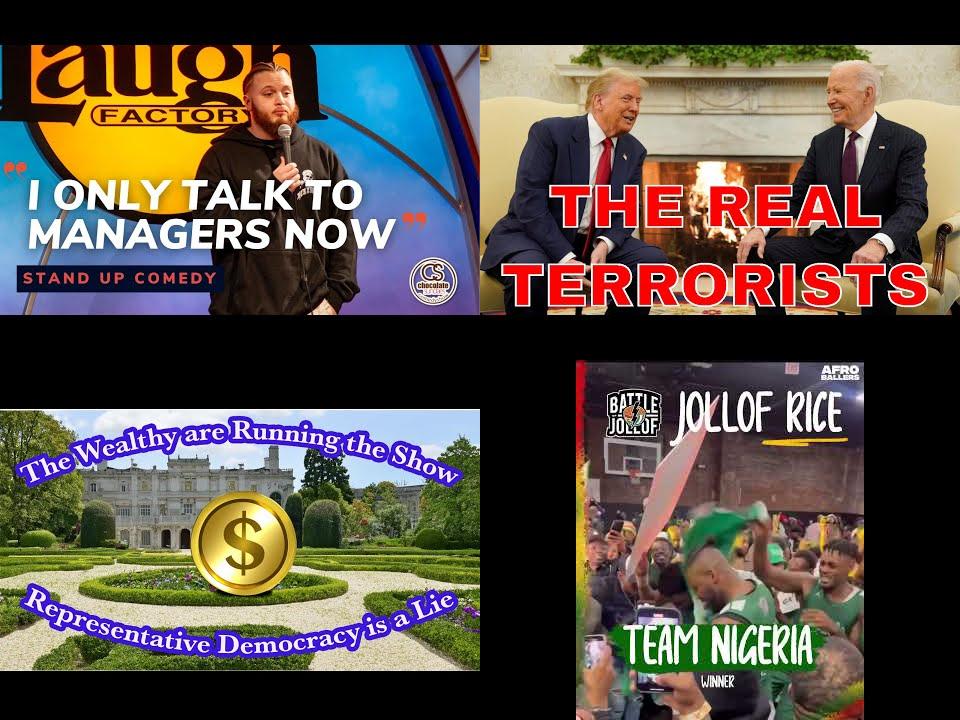 Laugh
FACTORY
"I ONLY TALK TO
MANAGERS NOW"
STAND UP COMEDY
CS
chocolate
THE REAL
TERRORISTS
The Wealthy are Running the Show
$
Representative Democracy is a Lie
AFRO
BALLERS
BATTLE
JOLLOF
JOLLOF RICE
TEAM NIGERIA
WINNER